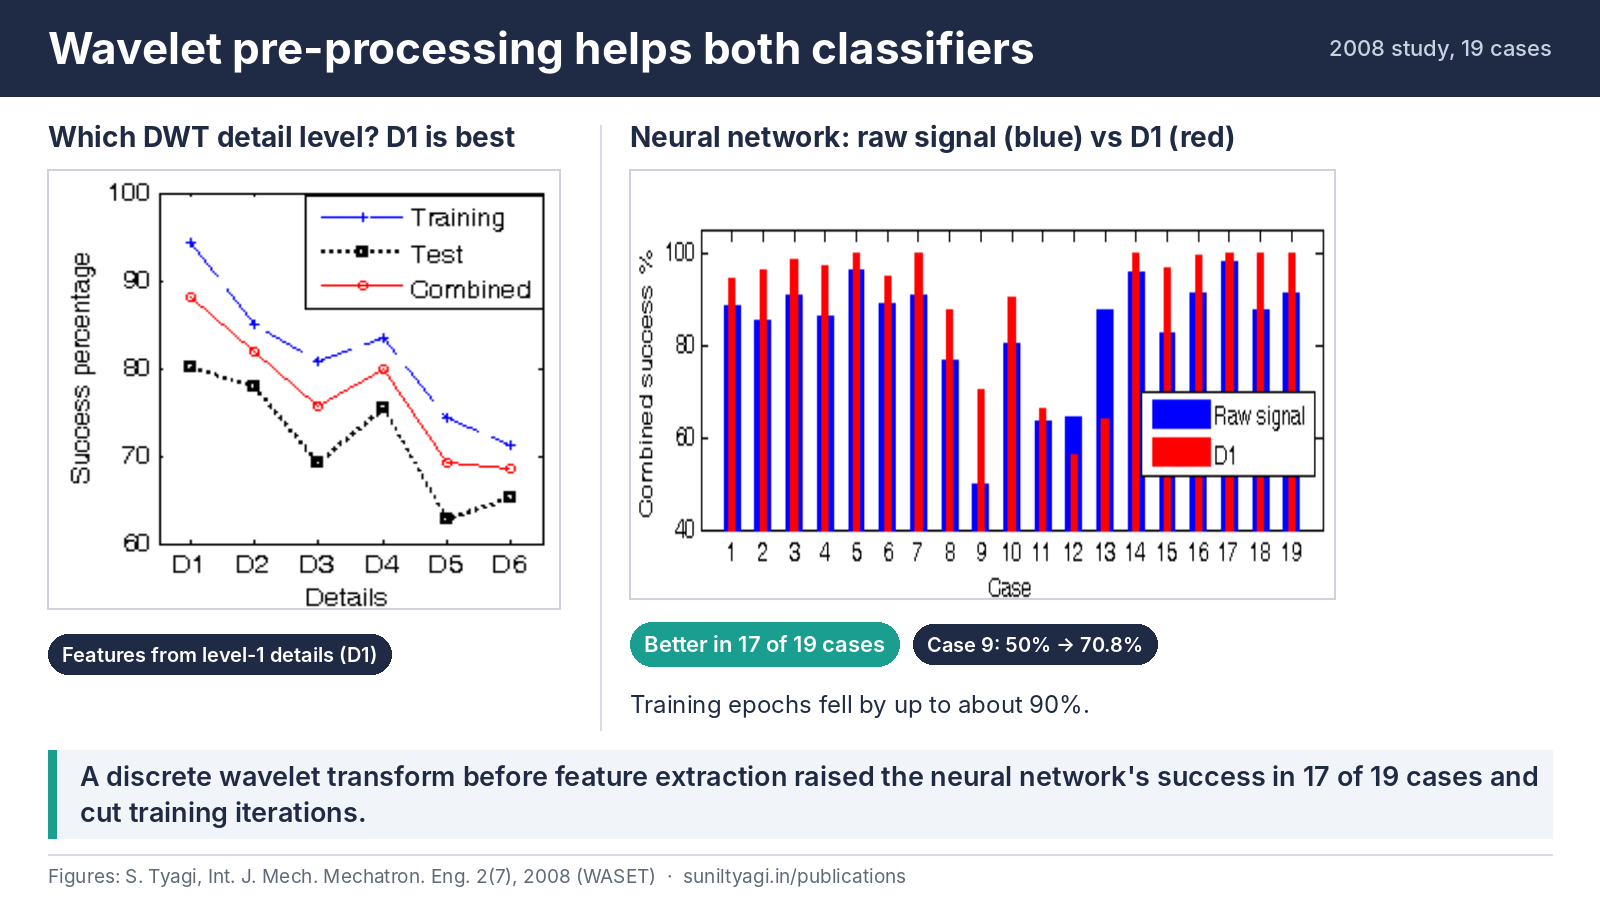 Wavelet pre-processing helps both classifiers
2008 study, 19 cases
Which DWT detail level? D1 is best
100
90
80
70
60
Success percentage
Training
Test
Combined
D1 D2 D3 D4 D5 D6
Details
Features from level-1 details (D1)
Neural network: raw signal (blue) vs D1 (red)
100
80
60
40
Combined success %
Raw signal
D1
1 2 3 4 5 6 7 8 9 10 11 12 13 14 15 16 17 18 19
Case
Better in 17 of 19 cases
Case 9: 50% → 70.8%
Training epochs fell by up to about 90%.
A discrete wavelet transform before feature extraction raised the neural network's success in 17 of 19 cases and
cut training iterations.
Figures: S. Tyagi, Int. J. Mech. Mechatron. Eng. 2(7), 2008 (WASET) · suniltyagi.in/publications